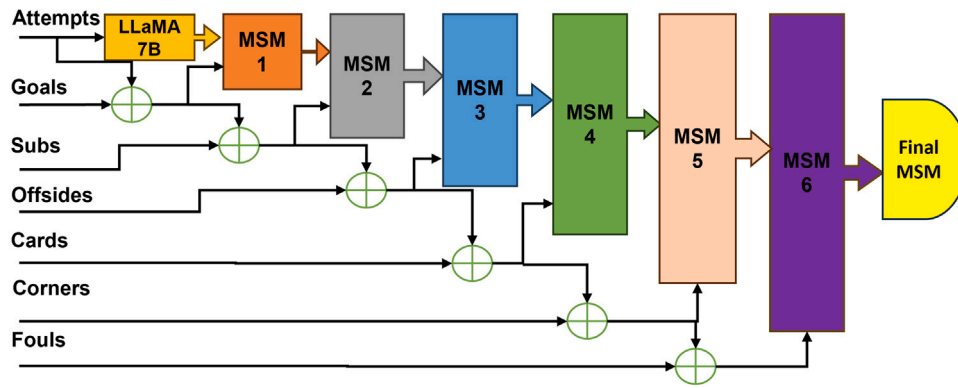 Attempts
LLaMA
7B
MSM
1
MSM
2
MSM
3
MSM
4
MSM
5
MSM
6
Final
MSM
Goals
Subs
Offsides
Cards
Corners
Fouls